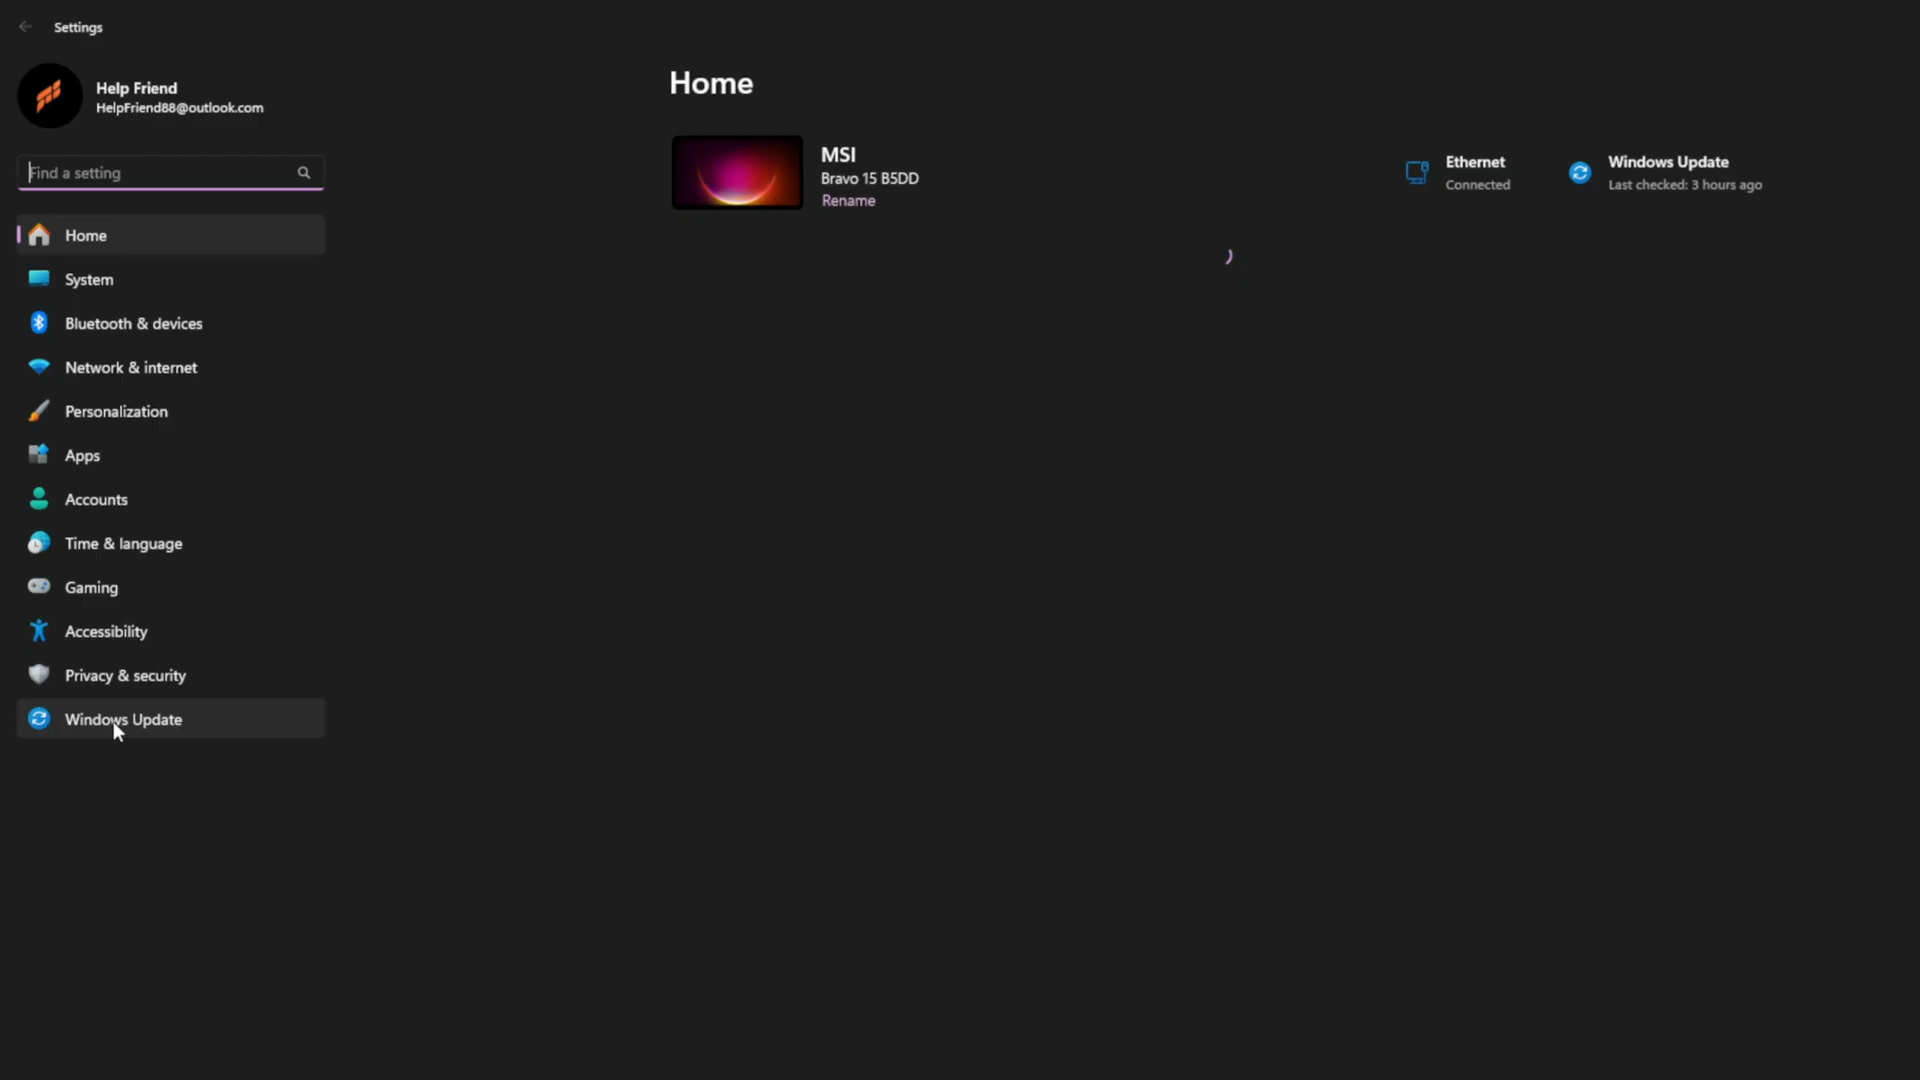 Settings
Help Friend
HelpFriend88@outlook.com
Find a setting
Home
System
Bluetooth & devices
Network & internet
Personalization
Apps
Accounts
Time & language
Gaming
Accessibility
Privacy & security
Windows Update
Home
MSI
Bravo 15 B5DD
Rename
Ethernet
Connected
Windows Update
Last checked: 3 hours ago